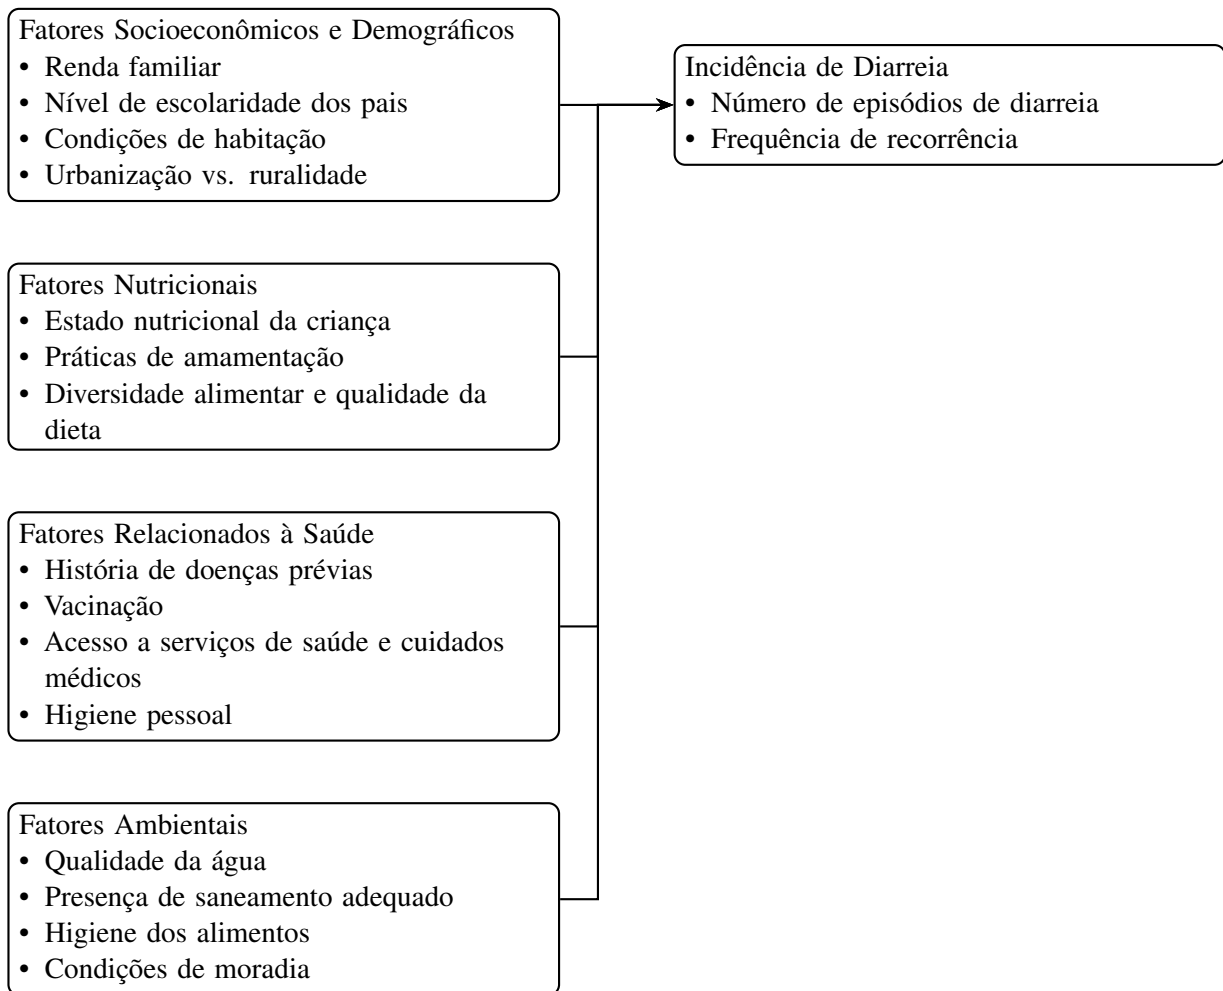 Fatores Socioeconômicos e Demográficos
• Renda familiar
• Nível de escolaridade dos pais
• Condições de habitação
• Urbanização vs. ruralidade
Incidência de Diarreia
• Número de episódios de diarreia
• Frequência de recorrência
Fatores Nutricionais
• Estado nutricional da criança
• Práticas de amamentação
• Diversidade alimentar e qualidade da
dieta
Fatores Relacionados à Saúde
• História de doenças prévias
• Vacinação
• Acesso a serviços de saúde e cuidados
médicos
• Higiene pessoal
Fatores Ambientais
• Qualidade da água
• Presença de saneamento adequado
• Higiene dos alimentos
• Condições de moradia